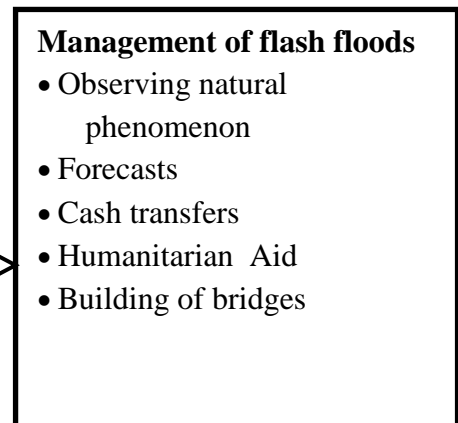 Management of flash floods
• Observing natural
phenomenon
• Forecasts
• Cash transfers
• Humanitarian Aid
• Building of bridges